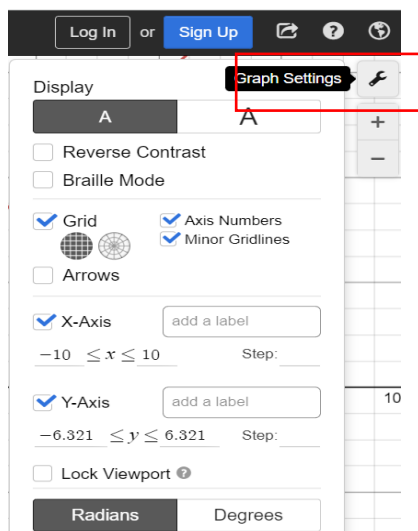 Log In or Sign Up ?
Graph Settings
Display
A A
+
Reverse Contrast
−
Braille Mode
Grid Axis Numbers
Minor Gridlines
Arrows
X-Axis add a label
−10 ≤ x ≤ 10 Step:
Y-Axis add a label 10
−6.321 ≤ y ≤ 6.321 Step:
Lock Viewport ?
Radians Degrees